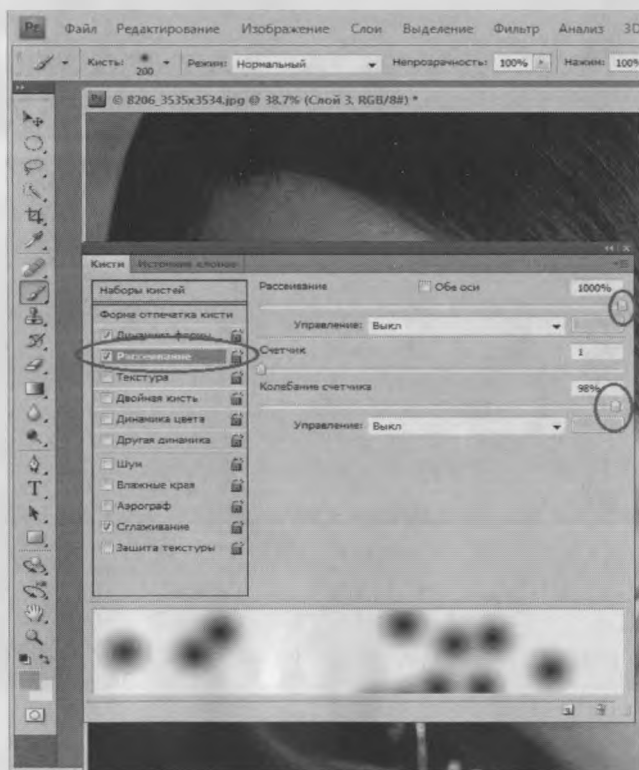 Ps Файл Редактирование Изображение Слои Выделение Фильтр Анализ 3D
Кисть: 200 Режим: Нормальный Непрозрачность: 100% Нажим: 100%
Ps © 8206_3535x3534.jpg @ 38,7% (Слой 3, RGB/8#) *
Кисти Источник клонов
Наборы кистей
Форма отпечатка кисти
Динамика формы
Рассеивание
Текстура
Двойная кисть
Динамика цвета
Другая динамика
Шум
Влажные края
Аэрограф
Сглаживание
Защита текстуры
Рассеивание Обе оси 1000%
Управление: Выкл
Счетчик 1
Колебание счетчика 98%
Управление: Выкл